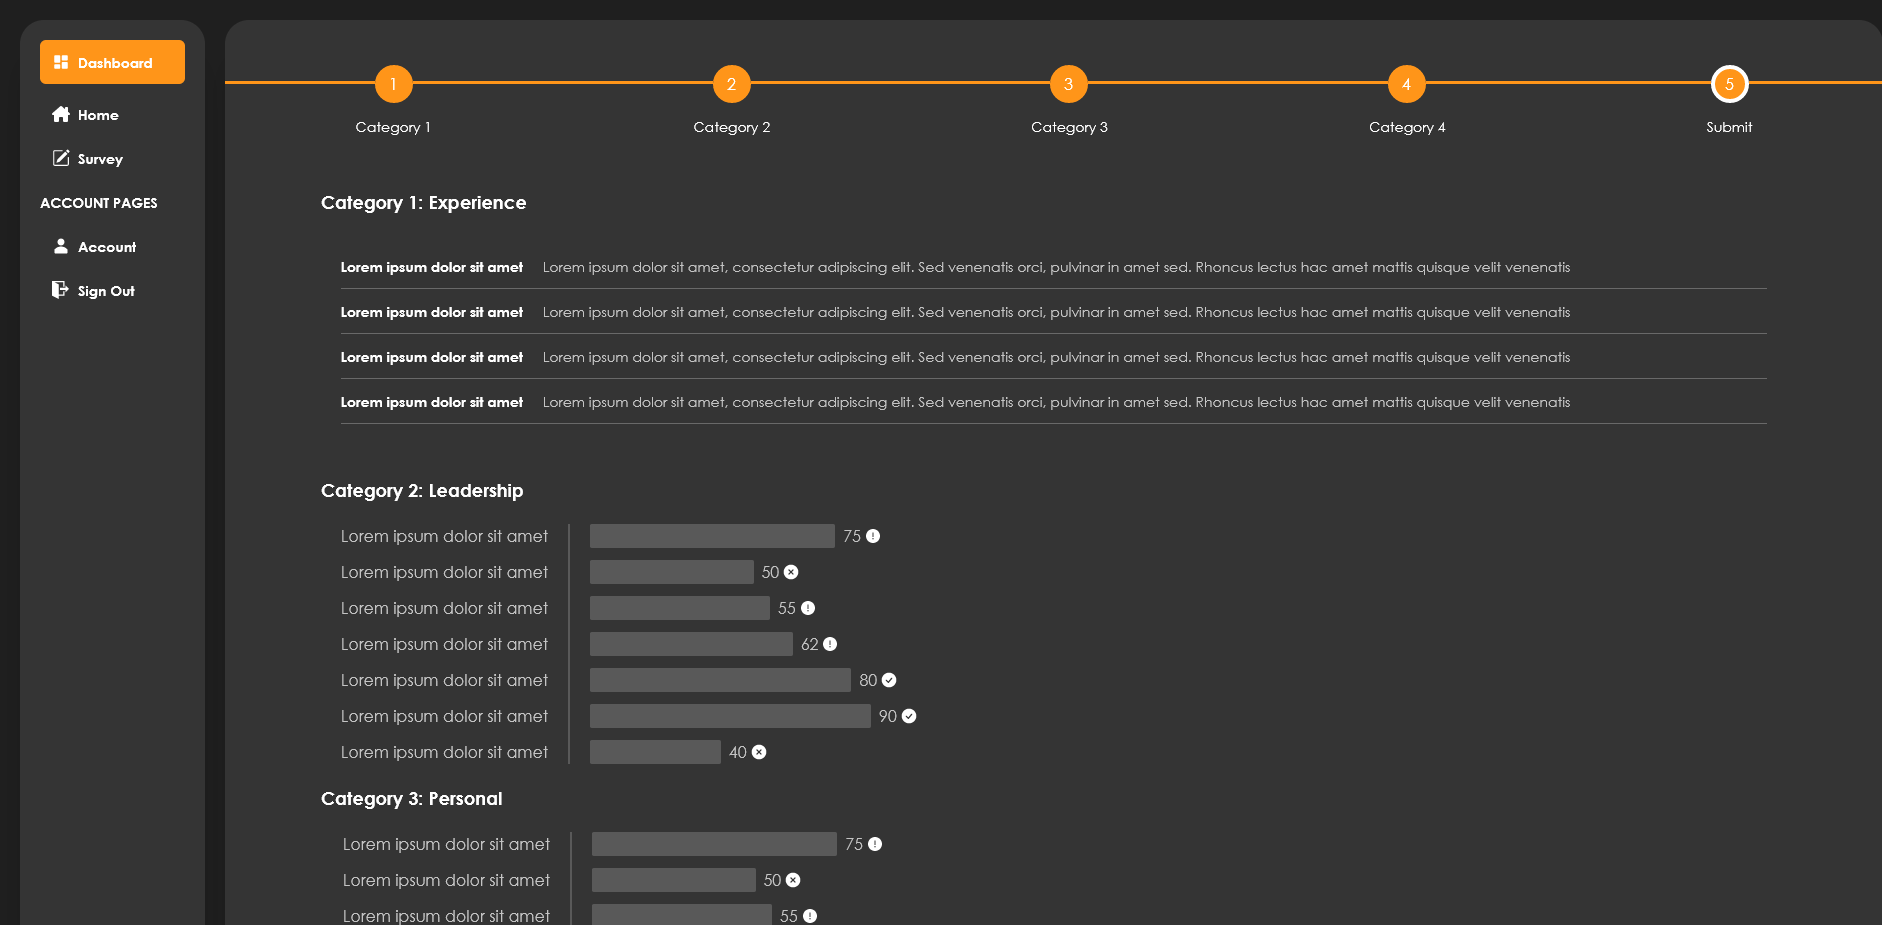 Dashboard
Home
Survey
ACCOUNT PAGES
Account
Sign Out
1
2
3
4
5
Category 1
Category 2
Category 3
Category 4
Submit
Category 1: Experience
Lorem ipsum dolor sit amet Lorem ipsum dolor sit amet, consectetur adipiscing elit. Sed venenatis orci, pulvinar in amet sed. Rhoncus lectus hac amet mattis quisque velit venenatis
Lorem ipsum dolor sit amet Lorem ipsum dolor sit amet, consectetur adipiscing elit. Sed venenatis orci, pulvinar in amet sed. Rhoncus lectus hac amet mattis quisque velit venenatis
Lorem ipsum dolor sit amet Lorem ipsum dolor sit amet, consectetur adipiscing elit. Sed venenatis orci, pulvinar in amet sed. Rhoncus lectus hac amet mattis quisque velit venenatis
Lorem ipsum dolor sit amet Lorem ipsum dolor sit amet, consectetur adipiscing elit. Sed venenatis orci, pulvinar in amet sed. Rhoncus lectus hac amet mattis quisque velit venenatis
Category 2: Leadership
Lorem ipsum dolor sit amet 75
Lorem ipsum dolor sit amet 50
Lorem ipsum dolor sit amet 55
Lorem ipsum dolor sit amet 62
Lorem ipsum dolor sit amet 80
Lorem ipsum dolor sit amet 90
Lorem ipsum dolor sit amet 40
Category 3: Personal
Lorem ipsum dolor sit amet 75
Lorem ipsum dolor sit amet 50
Lorem ipsum dolor sit amet 55